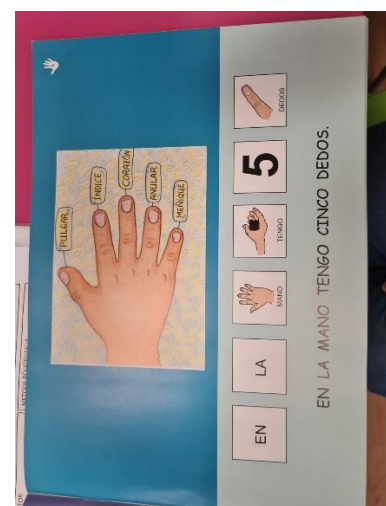 PULGAR
ÍNDICE
CORAZÓN
ANULAR
MEÑIQUE
EN
LA
MANO
TENGO
5
DEDOS
EN LA MANO TENGO CINCO DEDOS.